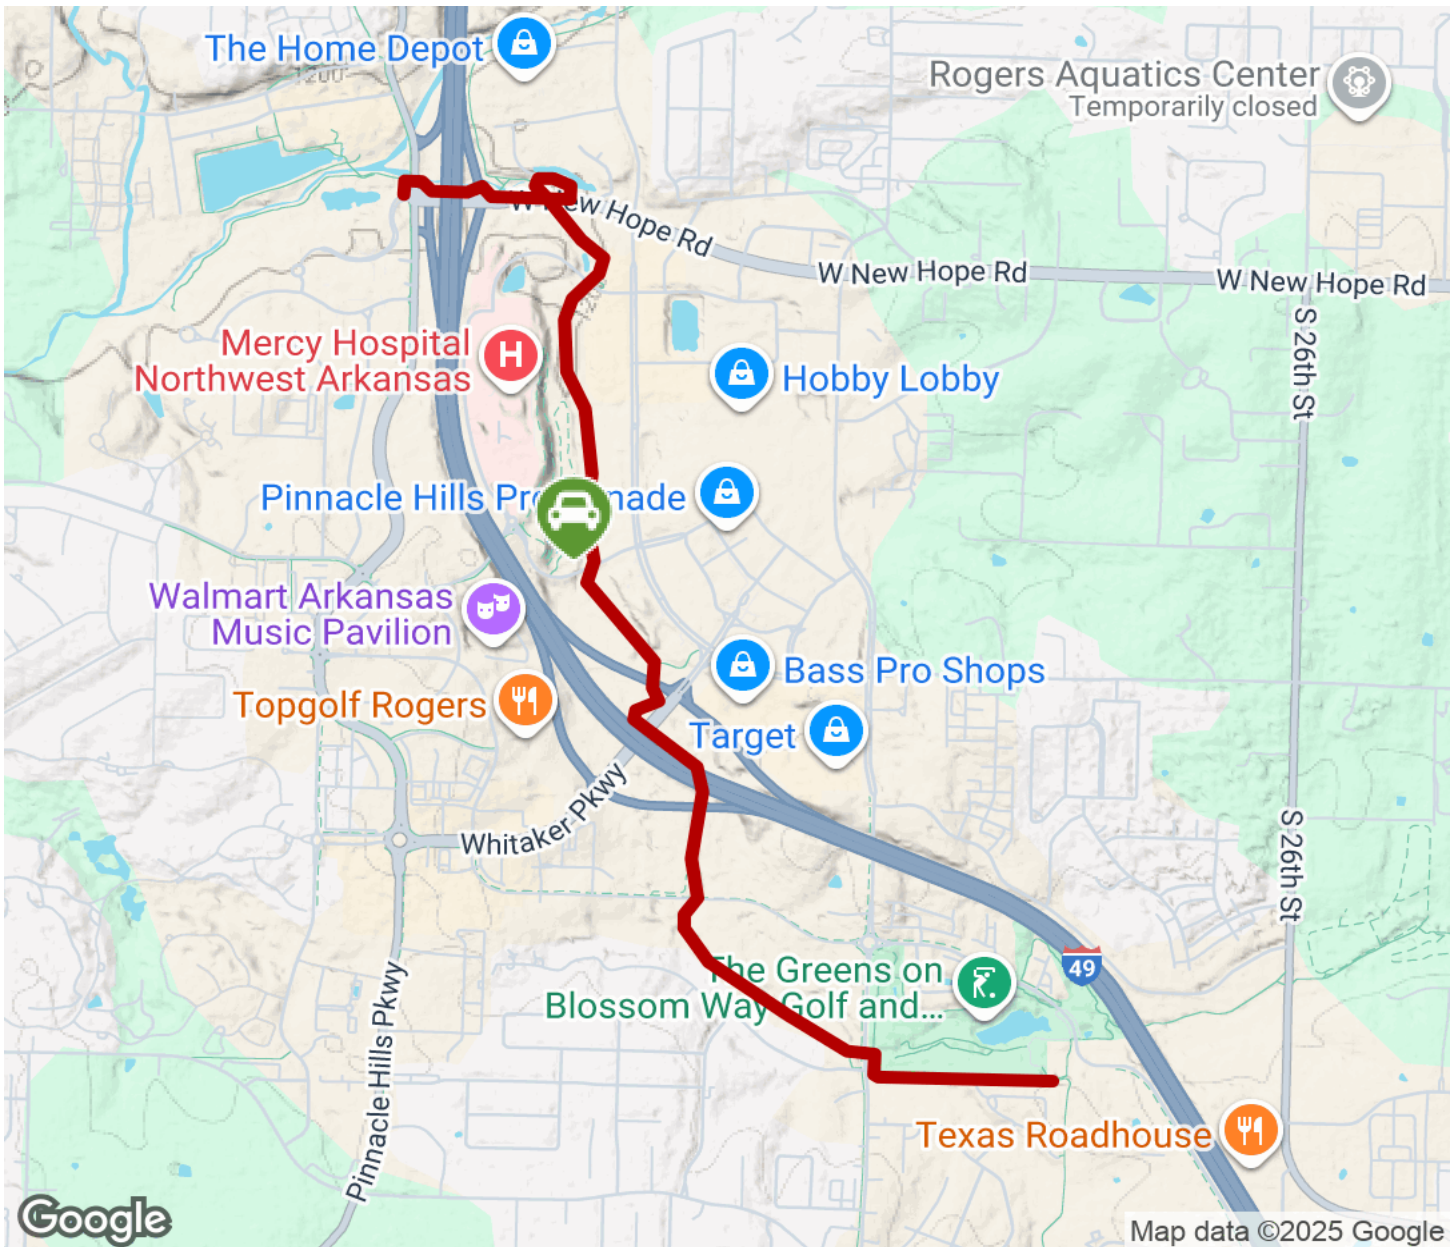 The Home Depot
1200
Rogers Aquatics Center
Temporarily closed
W New Hope Rd
W New Hope Rd
W New Hope Rd
S 26th St
Mercy Hospital
Northwest Arkansas
H
Hobby Lobby
Pinnacle Hills Pr nade
Walmart Arkansas
Music Pavilion
Bass Pro Shops
Topgolf Rogers
Target
Whitaker Pkwy
S 26th St
The Greens on
Blossom Way Golf and...
49
Pinnacle Hills Pkwy
Texas Roadhouse
Google
Map data ©2025 Google